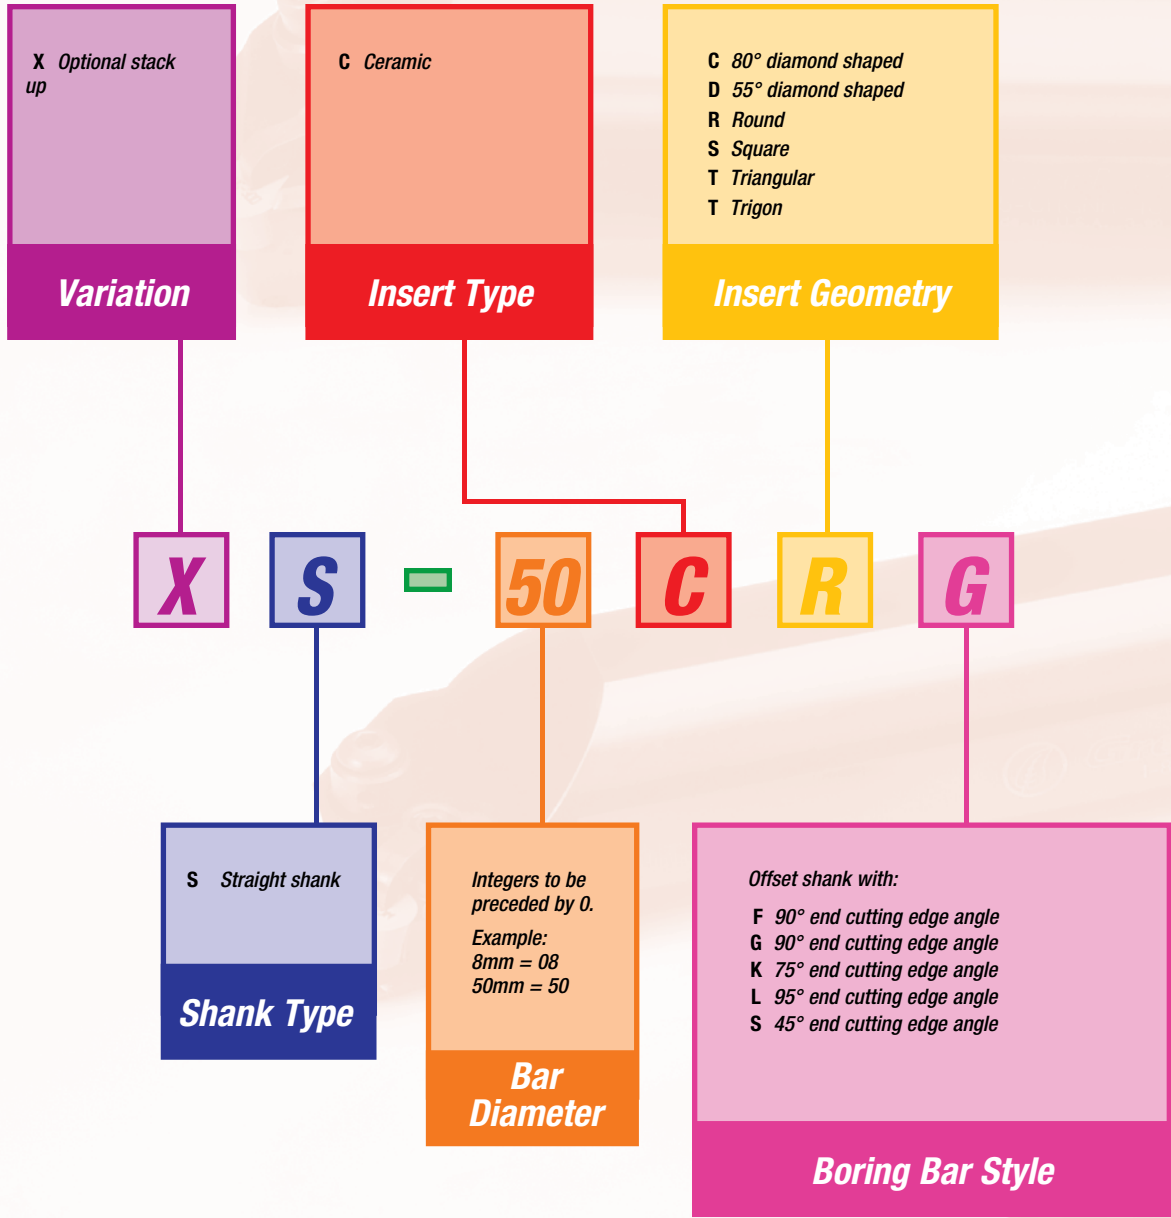 X Optional stack
up
Variation
C Ceramic
Insert Type
C 80° diamond shaped
D 55° diamond shaped
R Round
S Square
T Triangular
T Trigon
Insert Geometry
X S - 50 C R G
S Straight shank
Shank Type
Integers to be
preceded by 0.
Example:
8mm = 08
50mm = 50
Bar
Diameter
Offset shank with:
F 90° end cutting edge angle
G 90° end cutting edge angle
K 75° end cutting edge angle
L 95° end cutting edge angle
S 45° end cutting edge angle
Boring Bar Style